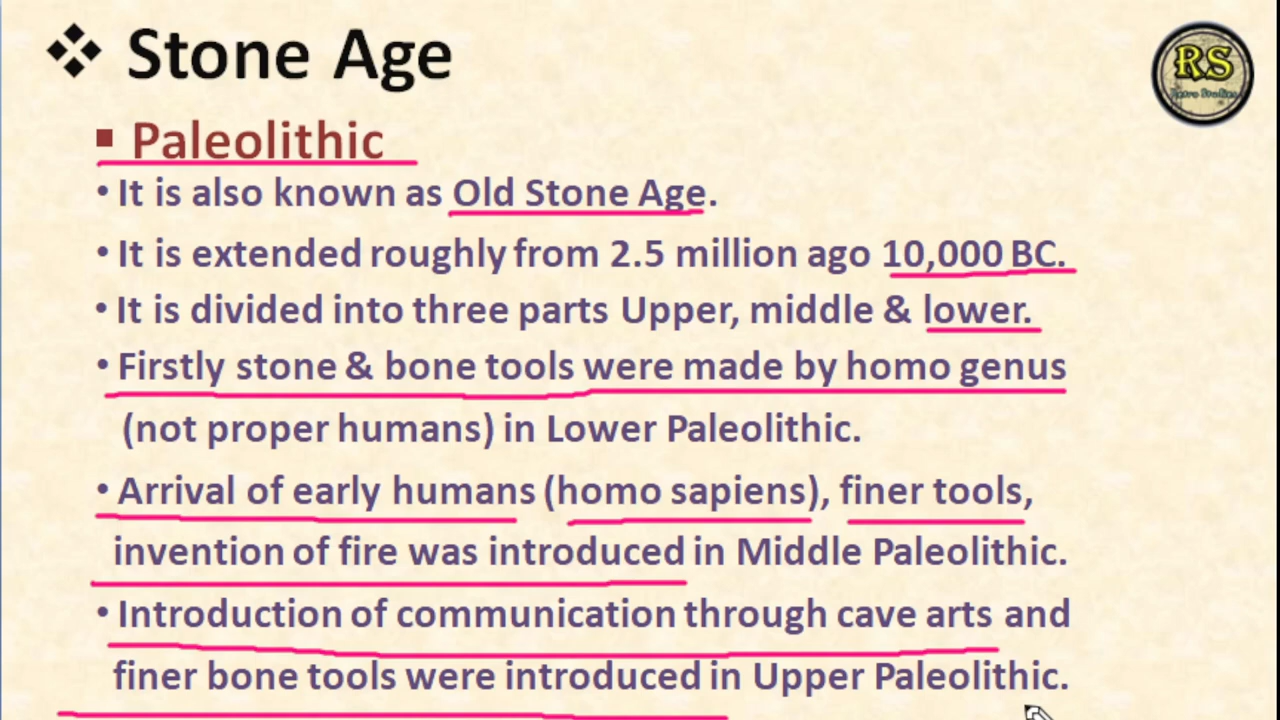 ❖ Stone Age
RS
Retro Studies
▪ Paleolithic
• It is also known as Old Stone Age.
• It is extended roughly from 2.5 million ago 10,000 BC.
• It is divided into three parts Upper, middle & lower.
• Firstly stone & bone tools were made by homo genus
(not proper humans) in Lower Paleolithic.
• Arrival of early humans (homo sapiens), finer tools,
invention of fire was introduced in Middle Paleolithic.
• Introduction of communication through cave arts and
finer bone tools were introduced in Upper Paleolithic.